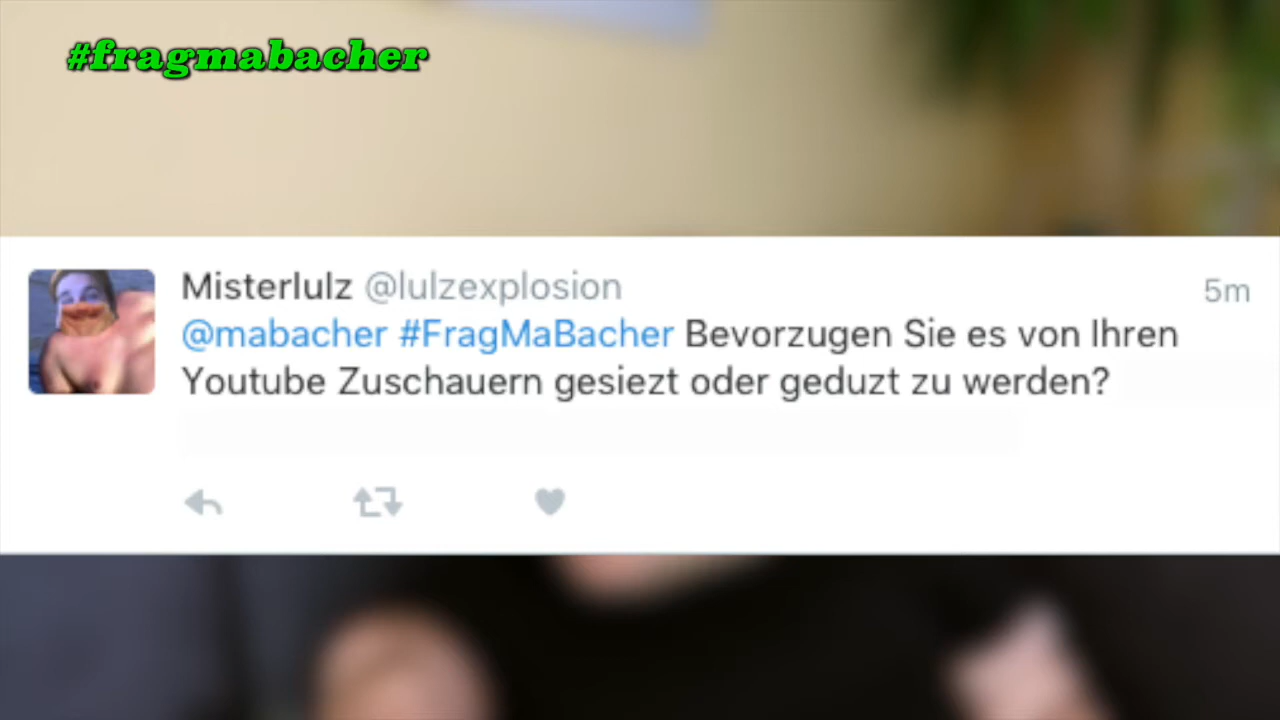 #fragmabacher
Misterlulz @lulzexplosion 5m
@mabacher #FragMaBacher Bevorzugen Sie es von Ihren
Youtube Zuschauern gesiezt oder geduzt zu werden?